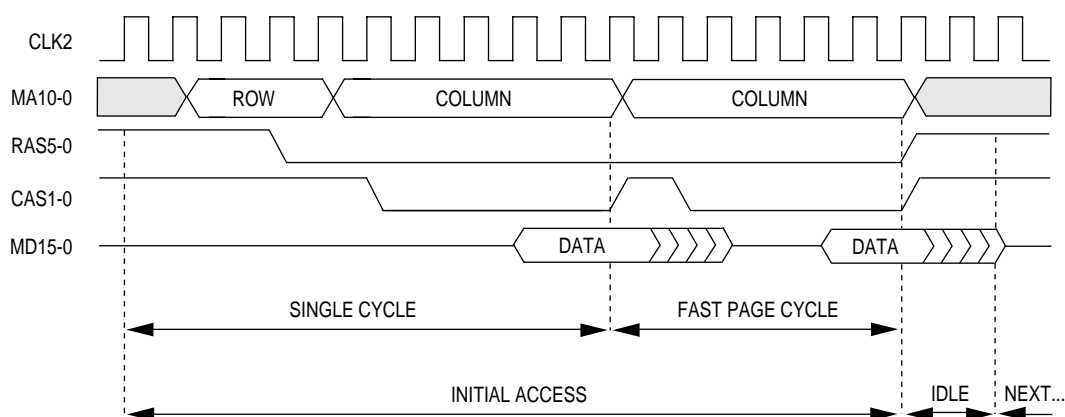 CLK2
MA10-0 ROW COLUMN COLUMN
RAS5-0
CAS1-0
MD15-0 DATA DATA
SINGLE CYCLE FAST PAGE CYCLE
INITIAL ACCESS IDLE NEXT...